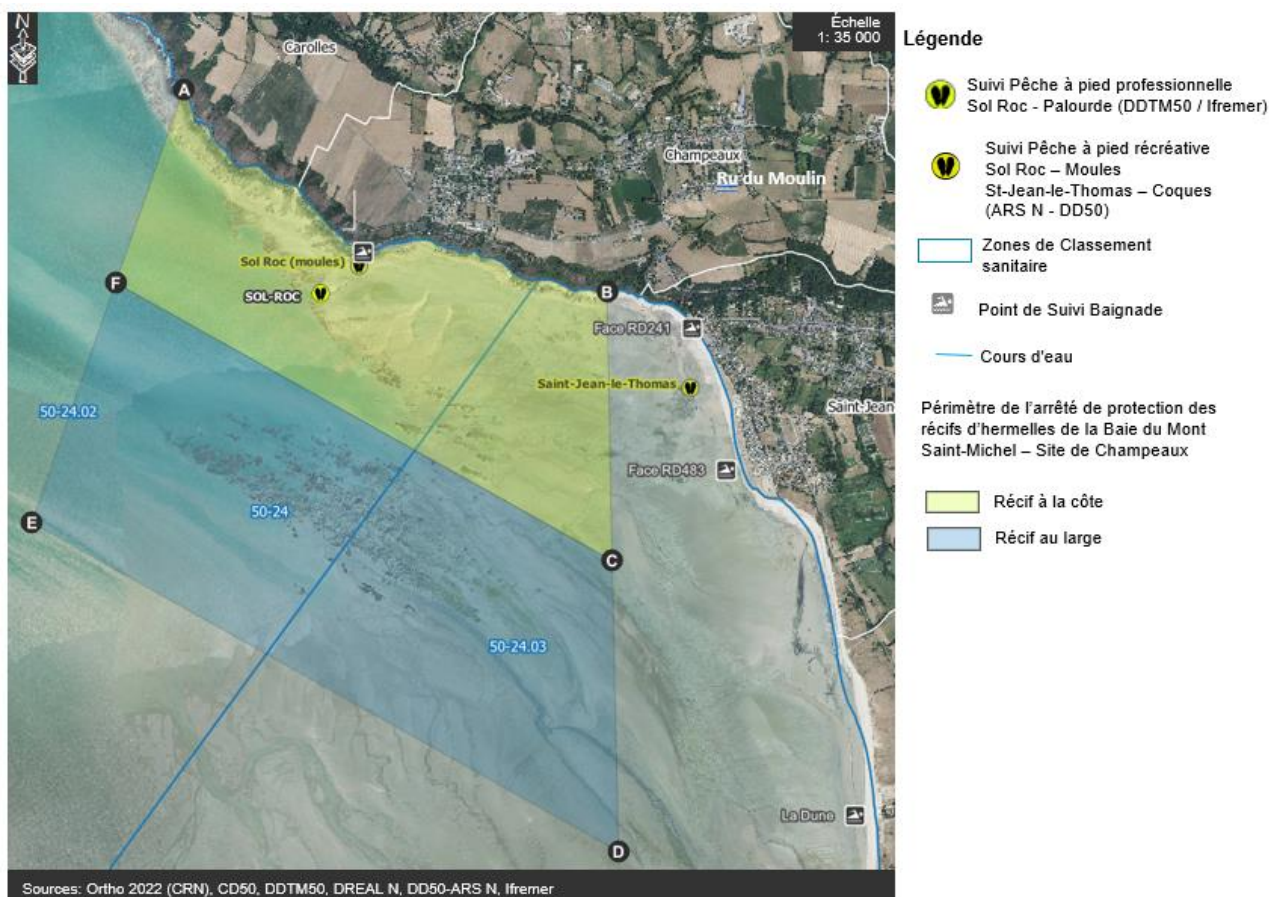 N
Échelle
1: 35 000
Carolles
A
Champeaux
Ru du Moulin
Sol Roc (moules)
SOL-ROC
F
B
Face RD241
Saint-Jean-le-Thomas
Saint-Jean
50-24.02
Face RD483
E
50-24
C
50-24.03
La Dune
D
Sources: Ortho 2022 (CRN), CD50, DDTM50, DREAL N, DD50-ARS N, Ifremer
Légende
Suivi Pêche à pied professionnelle
Sol Roc - Palourde (DDTM50 / Ifremer)
Suivi Pêche à pied récréative
Sol Roc – Moules
St-Jean-le-Thomas – Coques
(ARS N - DD50)
Zones de Classement
sanitaire
Point de Suivi Baignade
Cours d'eau
Périmètre de l'arrêté de protection des
récifs d'hermelles de la Baie du Mont
Saint-Michel – Site de Champeaux
Récif à la côte
Récif au large